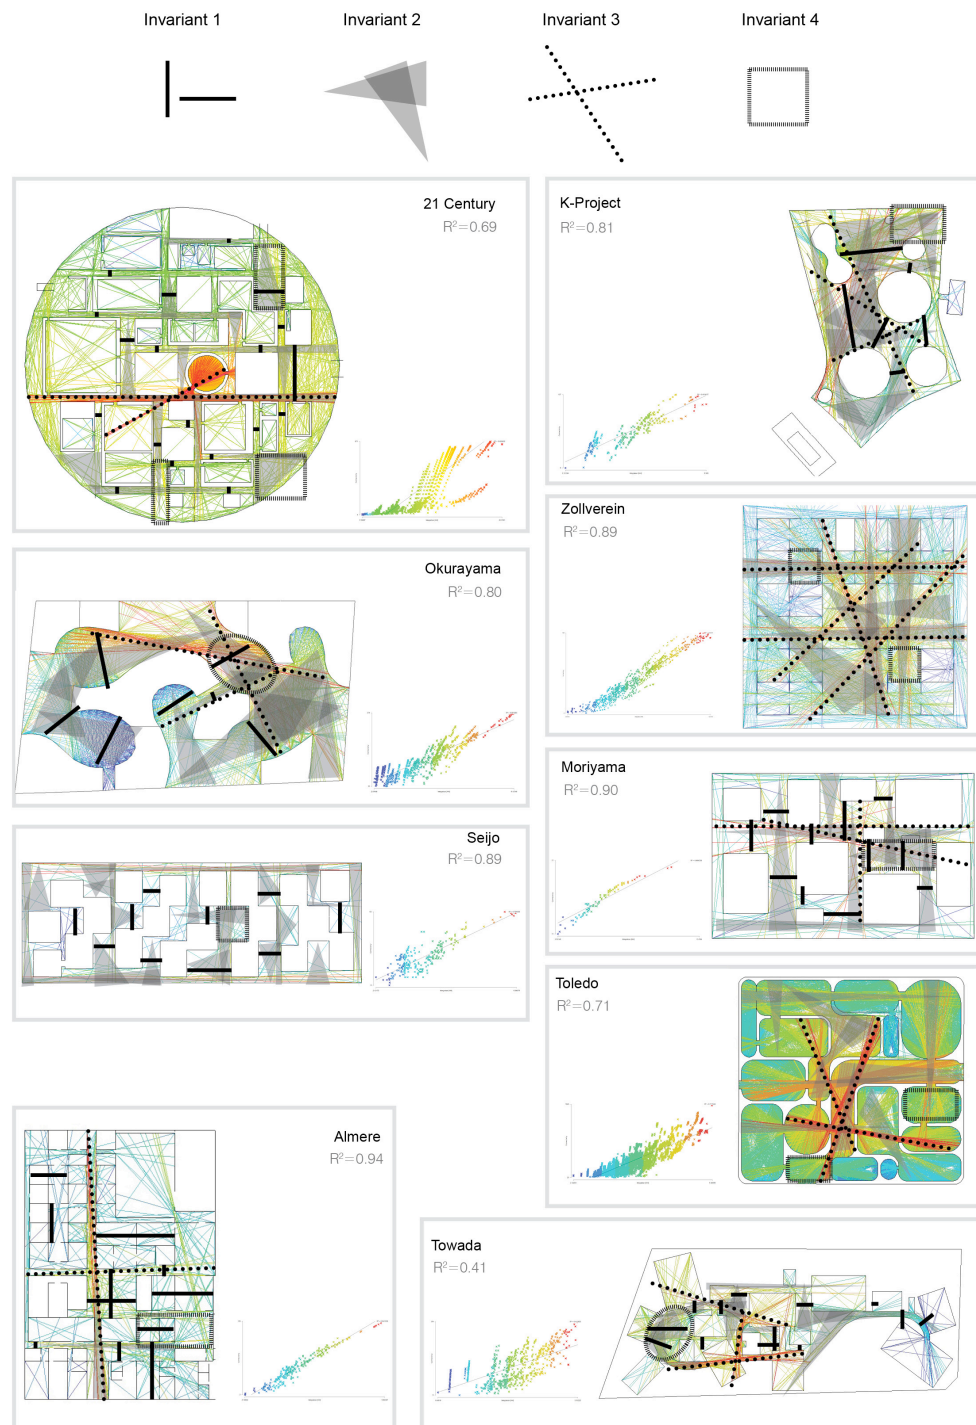 Invariant 1
Invariant 2
Invariant 3
Invariant 4
21 Century
R²=0.69
K-Project
R²=0.81
Zollverein
R²=0.89
Okurayama
R²=0.80
Moriyama
R²=0.90
Seijo
R²=0.89
Toledo
R²=0.71
Almere
R²=0.94
Towada
R²=0.41